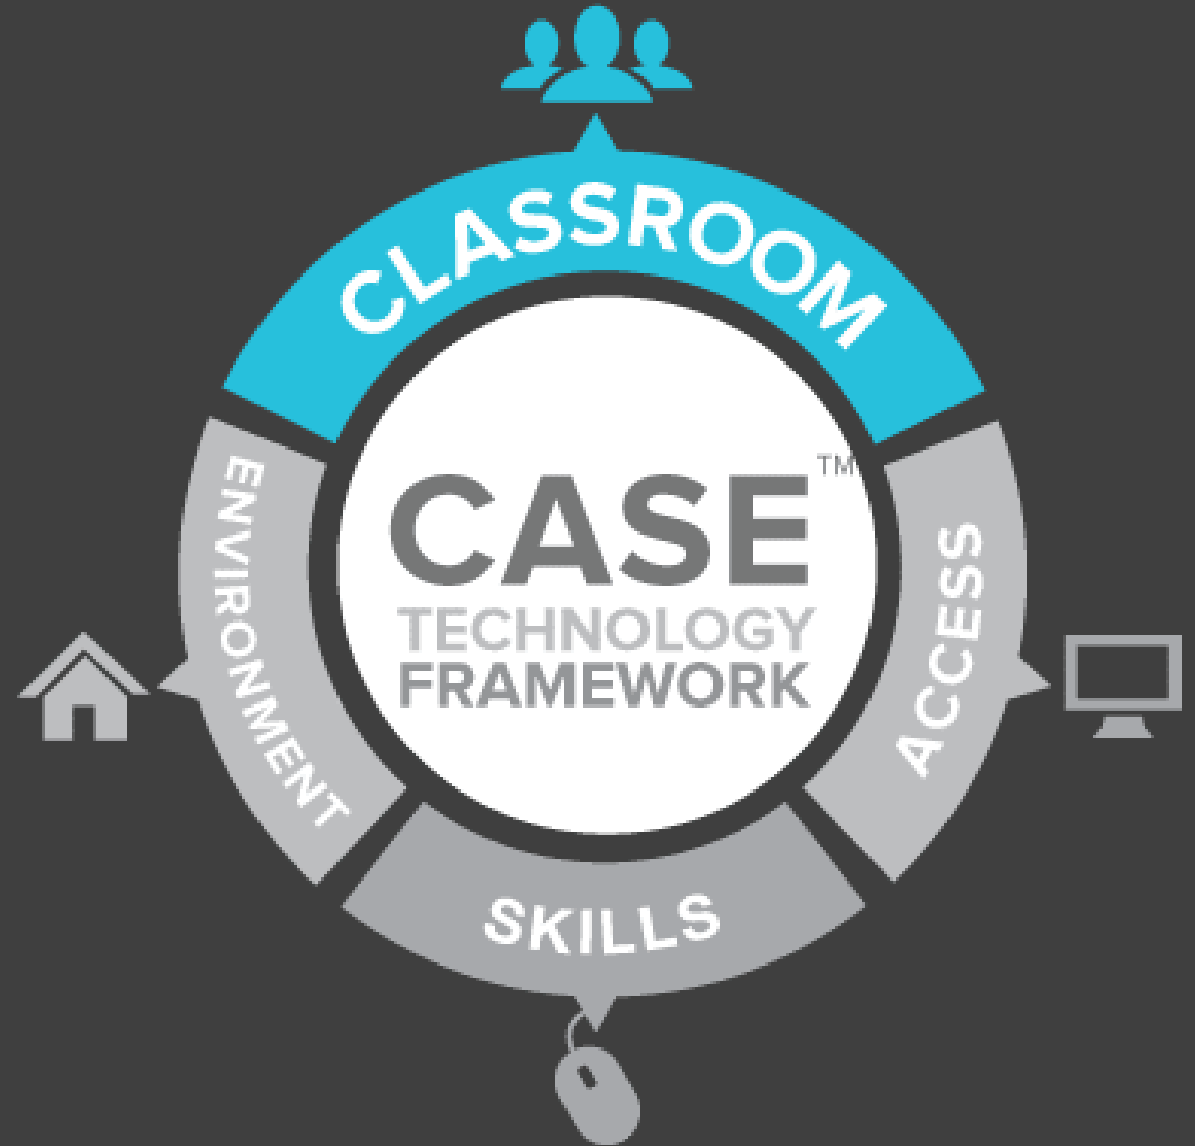 CLASSROOM
ACCESS
SKILLS
ENVIRONMENT
CASE™
TECHNOLOGY
FRAMEWORK